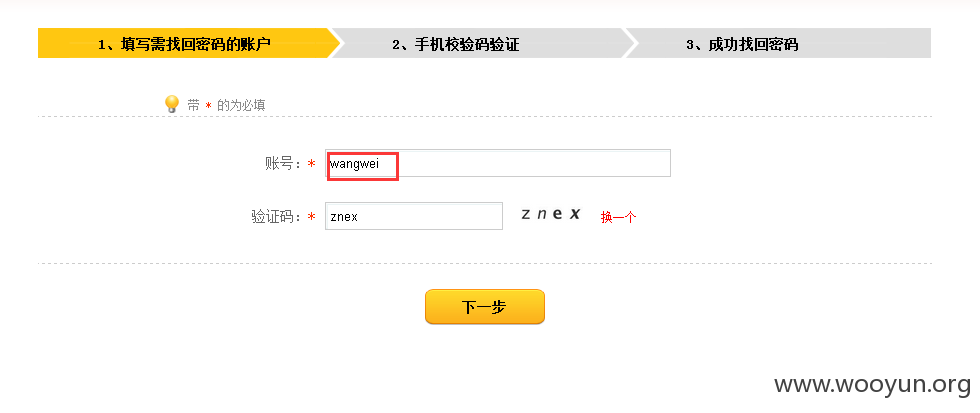 1、填写需找回密码的账户 2、手机校验码验证 3、成功找回密码
带 * 的为必填
账号：* wangwei
验证码：* znex znex 换一个
下一步
www.wooyun.org